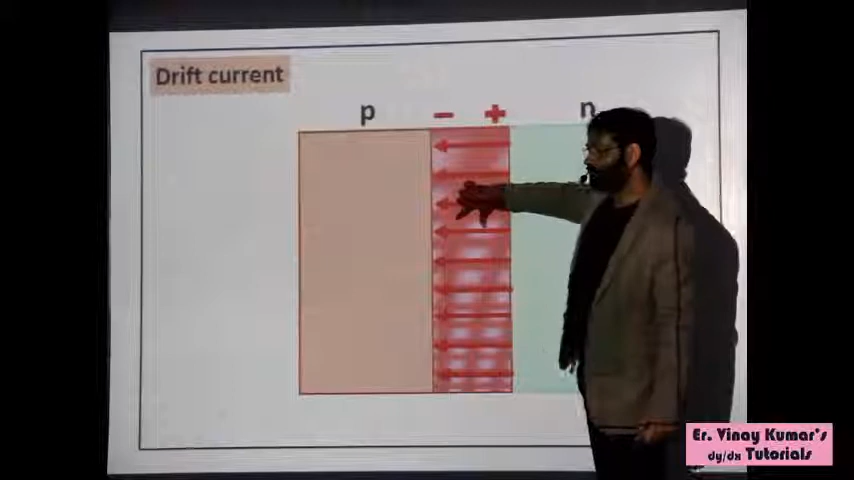 Drift current
p − + n
Er. Vinay Kumar's
dy/dx Tutorials